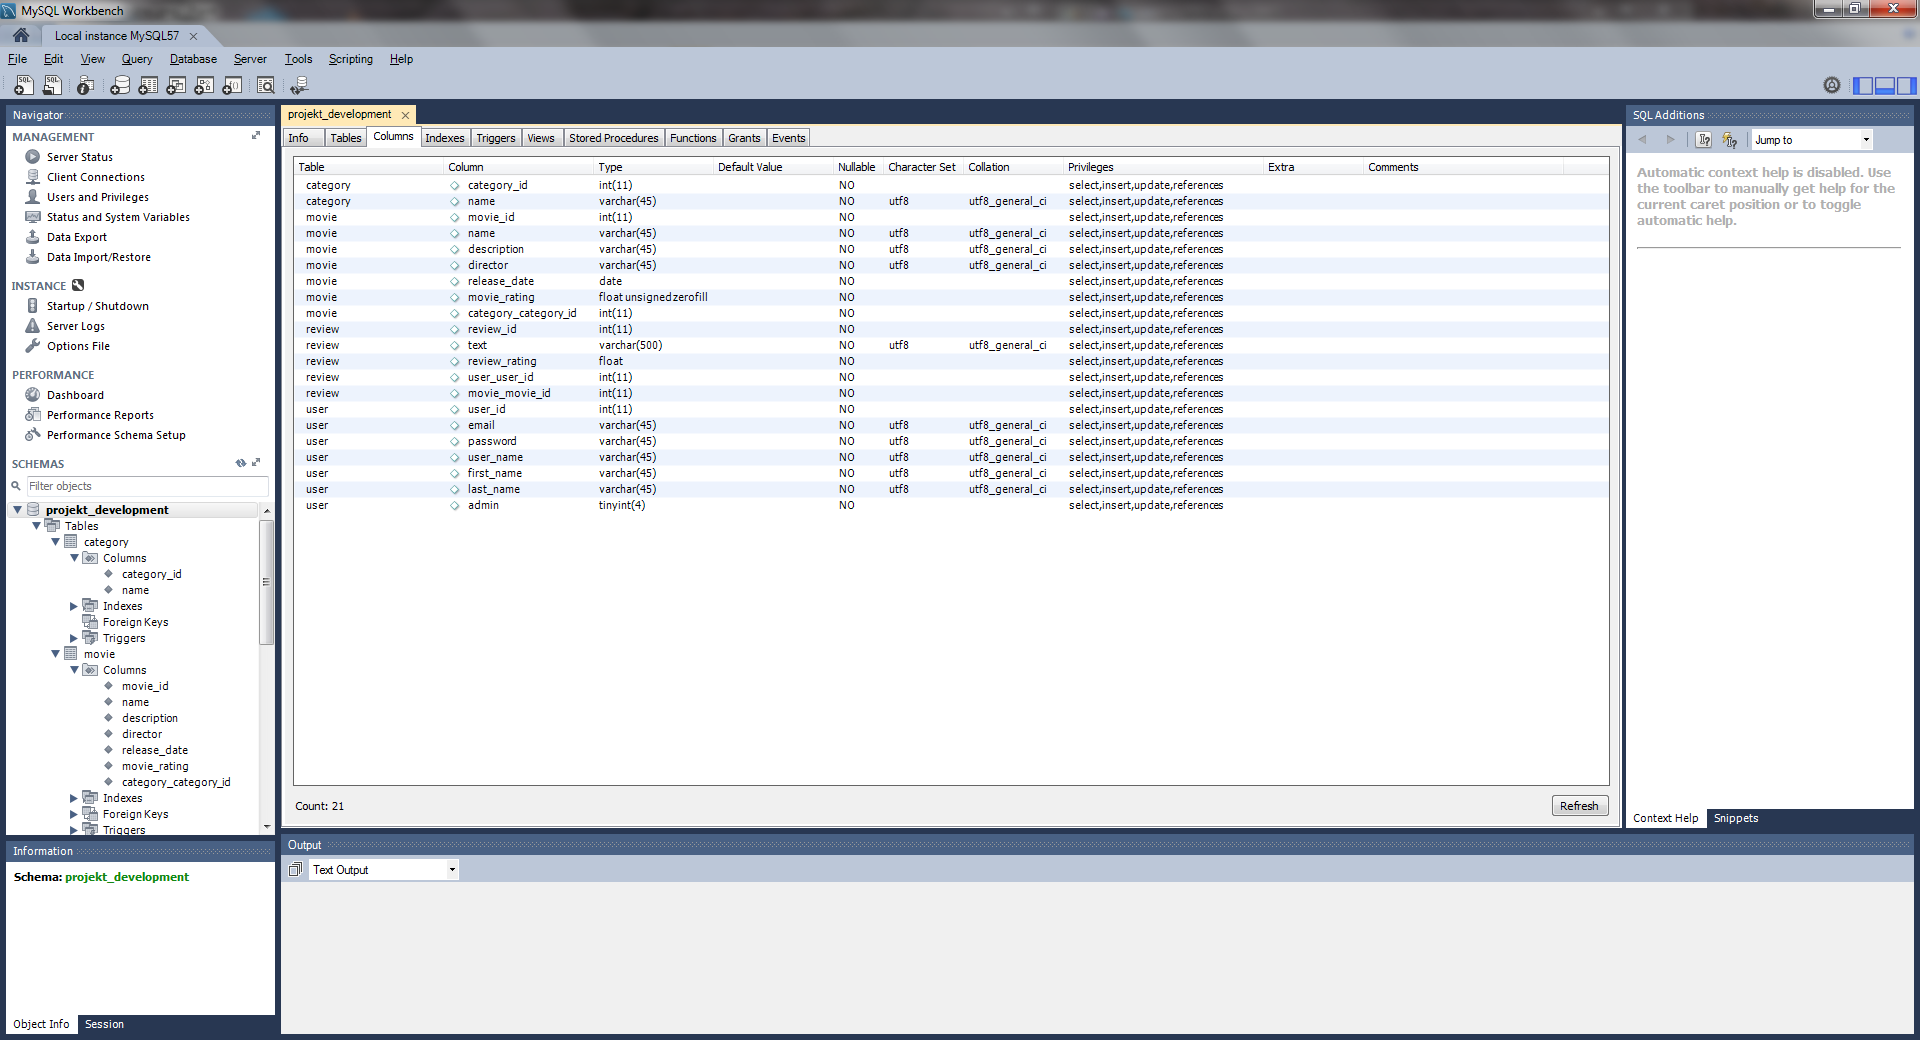 MySQL Workbench
Local instance MySQL57
File Edit View Query Database Server Tools Scripting Help
Navigator
MANAGEMENT
Server Status
Client Connections
Users and Privileges
Status and System Variables
Data Export
Data Import/Restore
INSTANCE
Startup / Shutdown
Server Logs
Options File
PERFORMANCE
Dashboard
Performance Reports
Performance Schema Setup
SCHEMAS
Filter objects
projekt_development
Tables
category
Columns
category_id
name
Indexes
Foreign Keys
Triggers
movie
Columns
movie_id
name
description
director
release_date
movie_rating
category_category_id
Indexes
Foreign Keys
Triggers
Information
Schema: projekt_development
Object Info Session
projekt_development
Info Tables Columns Indexes Triggers Views Stored Procedures Functions Grants Events
Table Column Type Default Value Nullable Character Set Collation Privileges Extra Comments
category category_id int(11) NO select,insert,update,references
category name varchar(45) NO utf8 utf8_general_ci select,insert,update,references
movie movie_id int(11) NO select,insert,update,references
movie name varchar(45) NO utf8 utf8_general_ci select,insert,update,references
movie description varchar(45) NO utf8 utf8_general_ci select,insert,update,references
movie director varchar(45) NO utf8 utf8_general_ci select,insert,update,references
movie release_date date NO select,insert,update,references
movie movie_rating float unsigned zerofill NO select,insert,update,references
movie category_category_id int(11) NO select,insert,update,references
review review_id int(11) NO select,insert,update,references
review text varchar(500) NO utf8 utf8_general_ci select,insert,update,references
review review_rating float NO select,insert,update,references
review user_user_id int(11) NO select,insert,update,references
review movie_movie_id int(11) NO select,insert,update,references
user user_id int(11) NO select,insert,update,references
user email varchar(45) NO utf8 utf8_general_ci select,insert,update,references
user password varchar(45) NO utf8 utf8_general_ci select,insert,update,references
user user_name varchar(45) NO utf8 utf8_general_ci select,insert,update,references
user first_name varchar(45) NO utf8 utf8_general_ci select,insert,update,references
user last_name varchar(45) NO utf8 utf8_general_ci select,insert,update,references
user admin tinyint(4) NO select,insert,update,references
Count: 21
Refresh
Output
Text Output
SQL Additions
Jump to
Automatic context help is disabled. Use
the toolbar to manually get help for the
current caret position or to toggle
automatic help.
Context Help Snippets